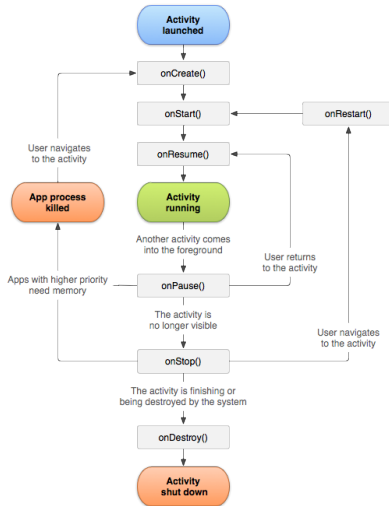 Activity
launched
onCreate()
onStart()
onRestart()
onResume()
User navigates
to the activity
App process
killed
Activity
running
Another activity comes
into the foreground
User returns
to the activity
Apps with higher priority
need memory
onPause()
The activity is
no longer visible
User navigates
to the activity
onStop()
The activity is finishing or
being destroyed by the system
onDestroy()
Activity
shut down